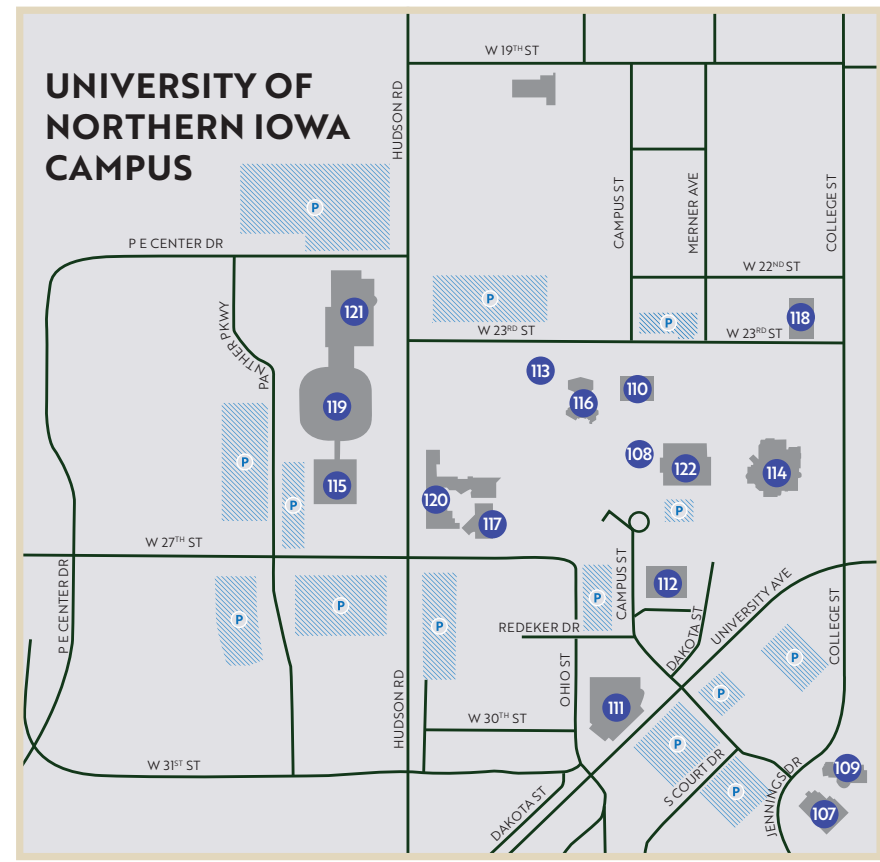 W 19TH ST
UNIVERSITY OF
NORTHERN IOWA
CAMPUS
HUDSON RD
CAMPUS ST
MERNER AVE
COLLEGE ST
P
P E CENTER DR
W 22ND ST
P
P
121
118
W 23RD ST
W 23RD ST
PANTHER PKWY
113
110
116
119
108
122
114
P
115
120
P
P
117
W 27TH ST
P E CENTER DR
CAMPUS ST
112
UNIVERSITY AVE
P
P
P
P
REDEKER DR
DAKOTA ST
COLLEGE ST
P
OHIO ST
HUDSON RD
P
111
W 30TH ST
P
W 31ST ST
S COURT DR
P
JENNINGS DR
109
107
DAKOTA ST